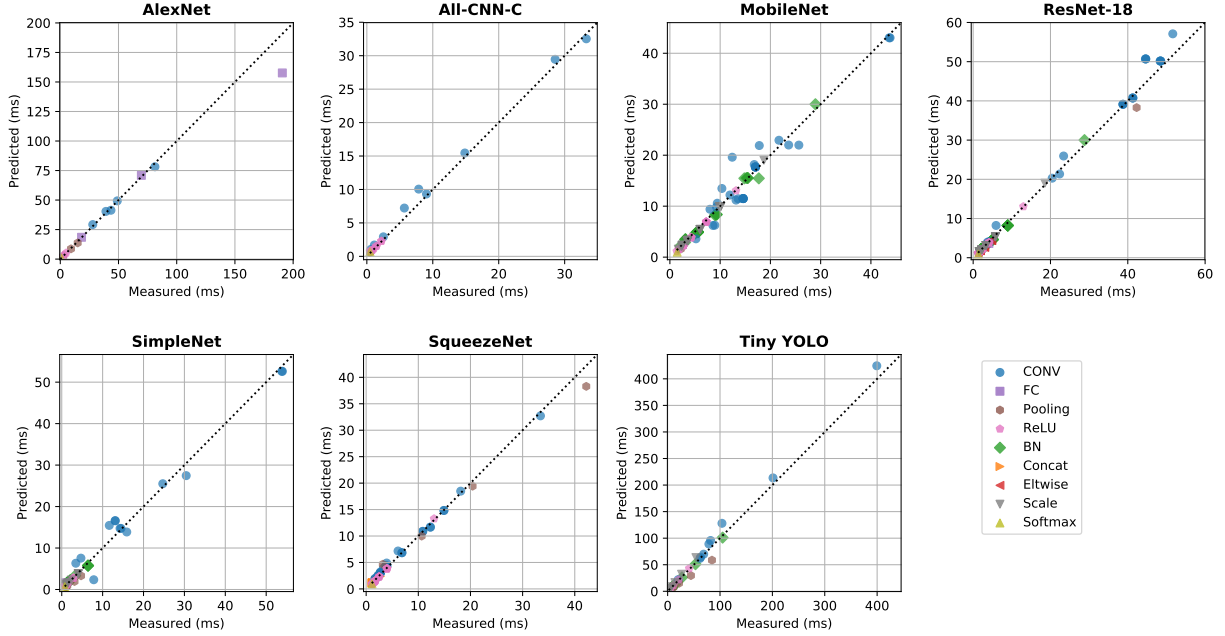 AlexNet
200
175
150
125
100
75
50
25
0
0 50 100 150 200
Predicted (ms)
Measured (ms)
All-CNN-C
35
30
25
20
15
10
5
0
0 10 20 30
Predicted (ms)
Measured (ms)
MobileNet
40
30
20
10
0
0 10 20 30 40
Predicted (ms)
Measured (ms)
ResNet-18
60
50
40
30
20
10
0
0 20 40 60
Predicted (ms)
Measured (ms)
SimpleNet
50
40
30
20
10
0
0 10 20 30 40 50
Predicted (ms)
Measured (ms)
SqueezeNet
40
35
30
25
20
15
10
5
0
0 10 20 30 40
Predicted (ms)
Measured (ms)
Tiny YOLO
400
350
300
250
200
150
100
50
0
0 100 200 300 400
Predicted (ms)
Measured (ms)
CONV
FC
Pooling
ReLU
BN
Concat
Eltwise
Scale
Softmax